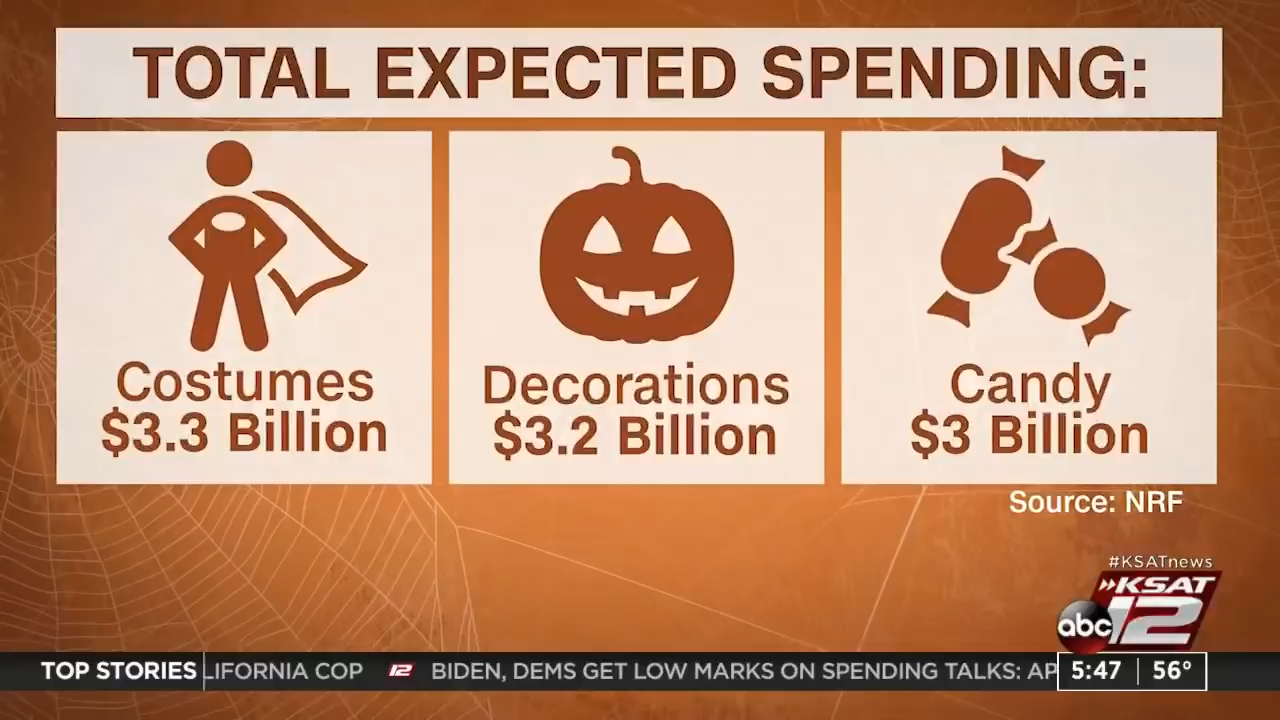 TOTAL EXPECTED SPENDING:
Costumes
$3.3 Billion
Decorations
$3.2 Billion
Candy
$3 Billion
Source: NRF
#KSATnews
KSAT
abc 12
TOP STORIES LIFORNIA COP 12 BIDEN, DEMS GET LOW MARKS ON SPENDING TALKS: AP 5:47 56°